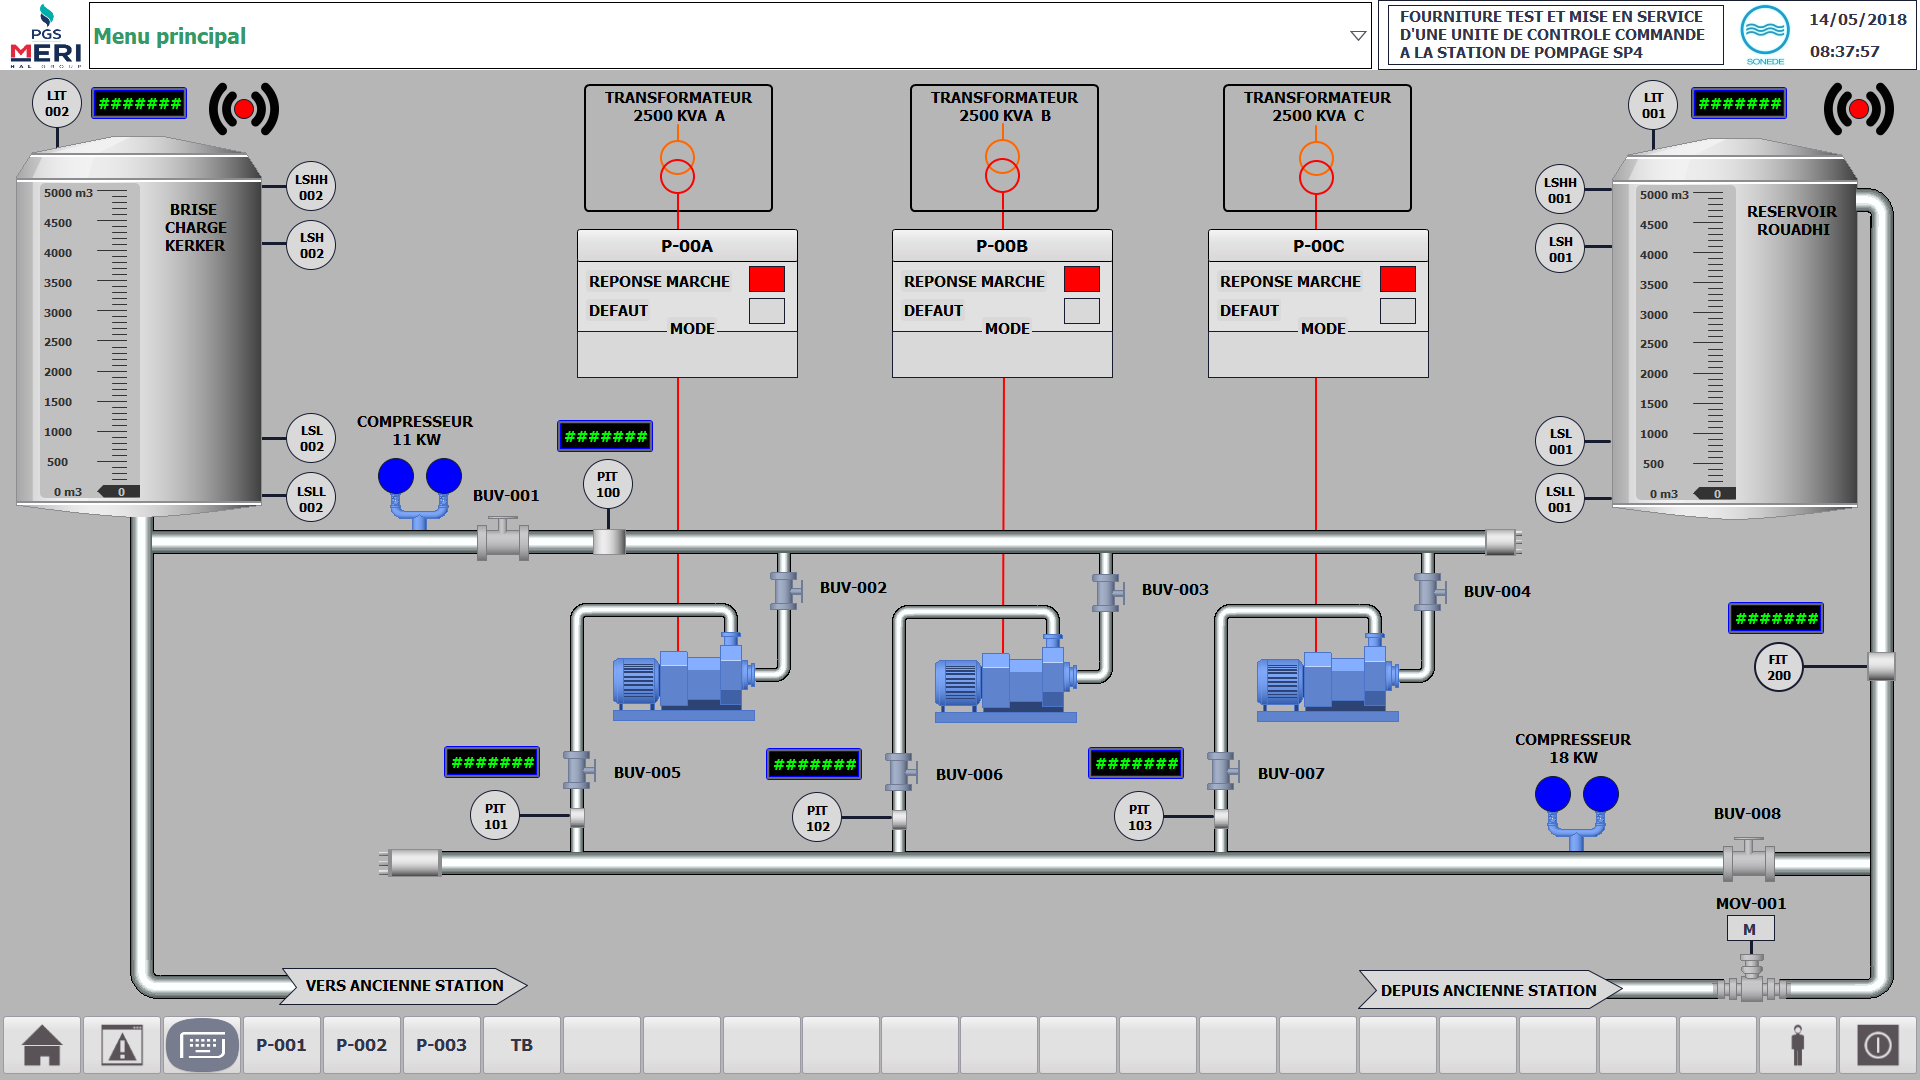 PGS
MERI
HAL GROUP
Menu principal
FOURNITURE TEST ET MISE EN SERVICE
D'UNE UNITE DE CONTROLE COMMANDE
A LA STATION DE POMPAGE SP4
SONEDE
14/05/2018
08:37:57
LIT
002
#######
TRANSFORMATEUR
2500 KVA A
TRANSFORMATEUR
2500 KVA B
TRANSFORMATEUR
2500 KVA C
LIT
001
#######
5000 m3
4500
4000
3500
3000
2500
2000
1500
1000
500
0 m3
0
BRISE
CHARGE
KERKER
LSHH
002
LSH
002
LSL
002
LSLL
002
P-00A
REPONSE MARCHE
DEFAUT
MODE
P-00B
REPONSE MARCHE
DEFAUT
MODE
P-00C
REPONSE MARCHE
DEFAUT
MODE
LSHH
001
LSH
001
LSL
001
LSLL
001
5000 m3
4500
4000
3500
3000
2500
2000
1500
1000
500
0 m3
0
RESERVOIR
ROUADHI
COMPRESSEUR
11 KW
BUV-001
#######
PIT
100
BUV-002
BUV-003
BUV-004
#######
FIT
200
#######
PIT
101
BUV-005
#######
PIT
102
BUV-006
#######
PIT
103
BUV-007
COMPRESSEUR
18 KW
BUV-008
MOV-001
M
VERS ANCIENNE STATION
DEPUIS ANCIENNE STATION
P-001
P-002
P-003
TB